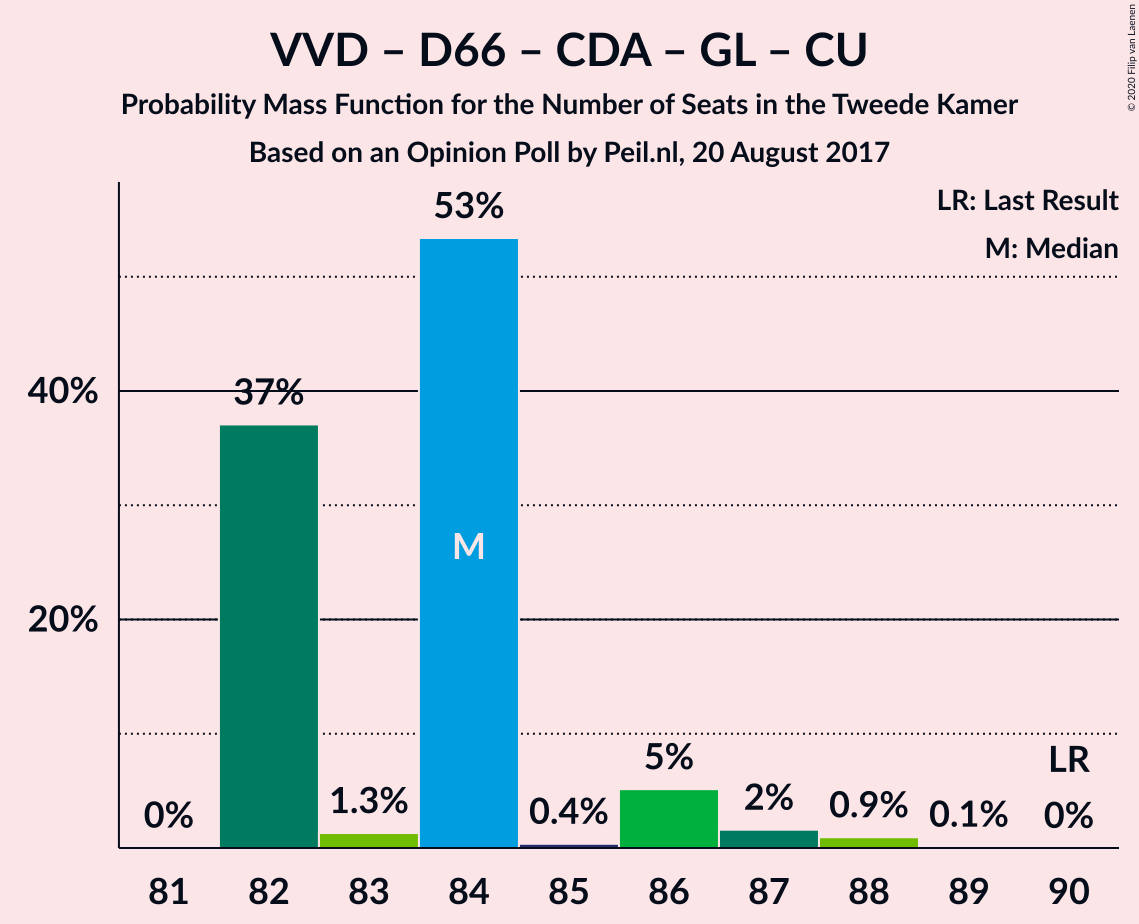 VVD – D66 – CDA – GL – CU
Probability Mass Function for the Number of Seats in the Tweede Kamer
Based on an Opinion Poll by Peil.nl, 20 August 2017
© 2020 Filip van Laenen
LR: Last Result
M: Median
53%
40%
37%
M
20%
LR
5%
2%
1.3%
0.9%
0.4%
0.1%
0%
0%
81 82 83 84 85 86 87 88 89 90